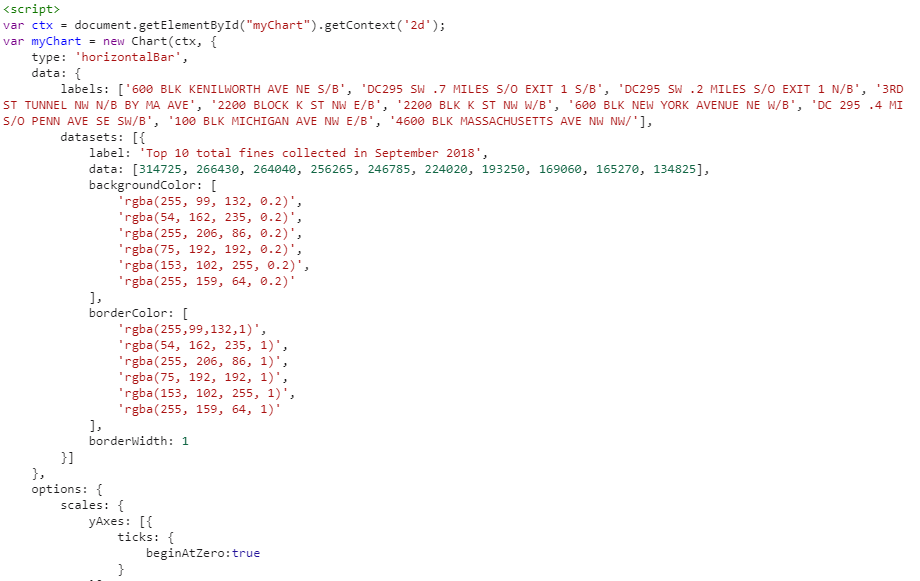 <script>
var ctx = document.getElementById("myChart").getContext('2d');
var myChart = new Chart(ctx, {
    type: 'horizontalBar',
    data: {
        labels: ['600 BLK KENILWORTH AVE NE S/B', 'DC295 SW .7 MILES S/O EXIT 1 S/B', 'DC295 SW .2 MILES S/O EXIT 1 N/B', '3RD
ST TUNNEL NW N/B BY MA AVE', '2200 BLOCK K ST NW E/B', '2200 BLK K ST NW W/B', '600 BLK NEW YORK AVENUE NE W/B', 'DC 295 .4 MI
S/O PENN AVE SE SW/B', '100 BLK MICHIGAN AVE NW E/B', '4600 BLK MASSACHUSETTS AVE NW NW/'],
        datasets: [{
            label: 'Top 10 total fines collected in September 2018',
            data: [314725, 266430, 264040, 256265, 246785, 224020, 193250, 169060, 165270, 134825],
            backgroundColor: [
                'rgba(255, 99, 132, 0.2)',
                'rgba(54, 162, 235, 0.2)',
                'rgba(255, 206, 86, 0.2)',
                'rgba(75, 192, 192, 0.2)',
                'rgba(153, 102, 255, 0.2)',
                'rgba(255, 159, 64, 0.2)'
            ],
            borderColor: [
                'rgba(255,99,132,1)',
                'rgba(54, 162, 235, 1)',
                'rgba(255, 206, 86, 1)',
                'rgba(75, 192, 192, 1)',
                'rgba(153, 102, 255, 1)',
                'rgba(255, 159, 64, 1)'
            ],
            borderWidth: 1
        }]
    },
    options: {
        scales: {
            yAxes: [{
                ticks: {
                    beginAtZero:true
                }